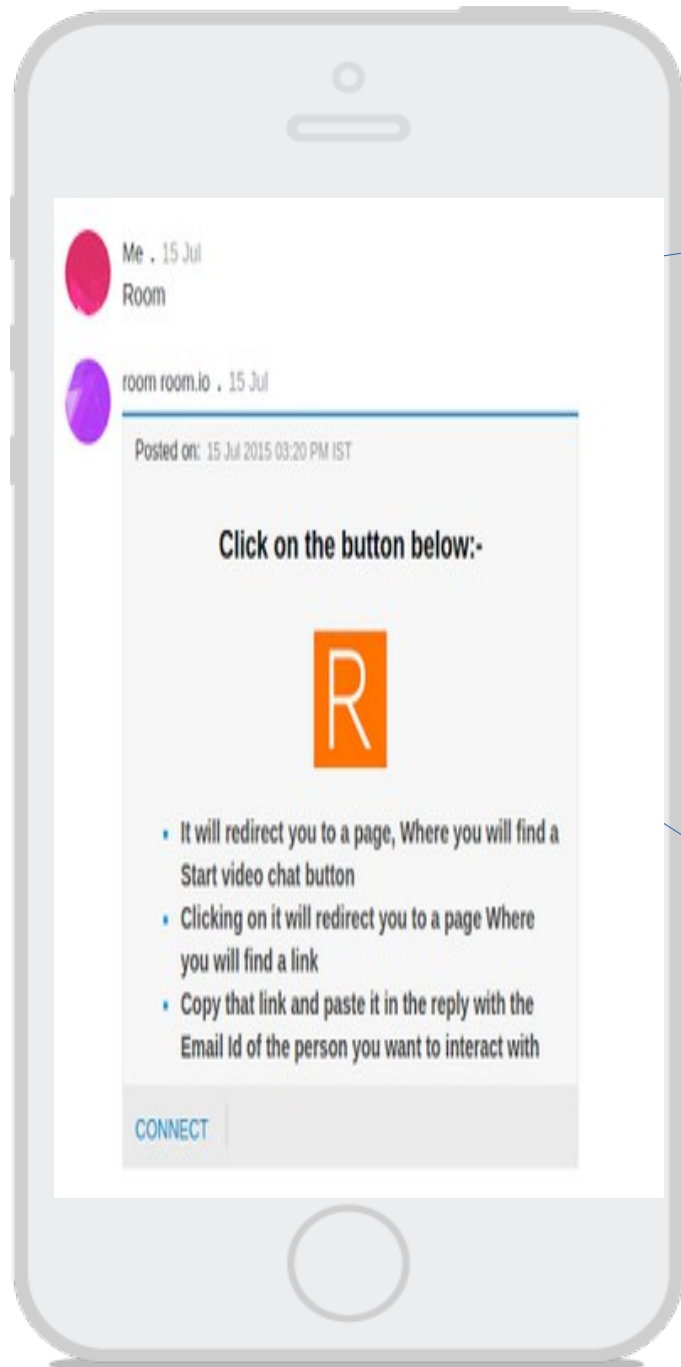 Me . 15 Jul
Room
room room.io . 15 Jul
Posted on: 15 Jul 2015 03:20 PM IST
Click on the button below:-
R
It will redirect you to a page, Where you will find a
Start video chat button
Clicking on it will redirect you to a page Where
you will find a link
Copy that link and paste it in the reply with the
Email Id of the person you want to interact with
CONNECT